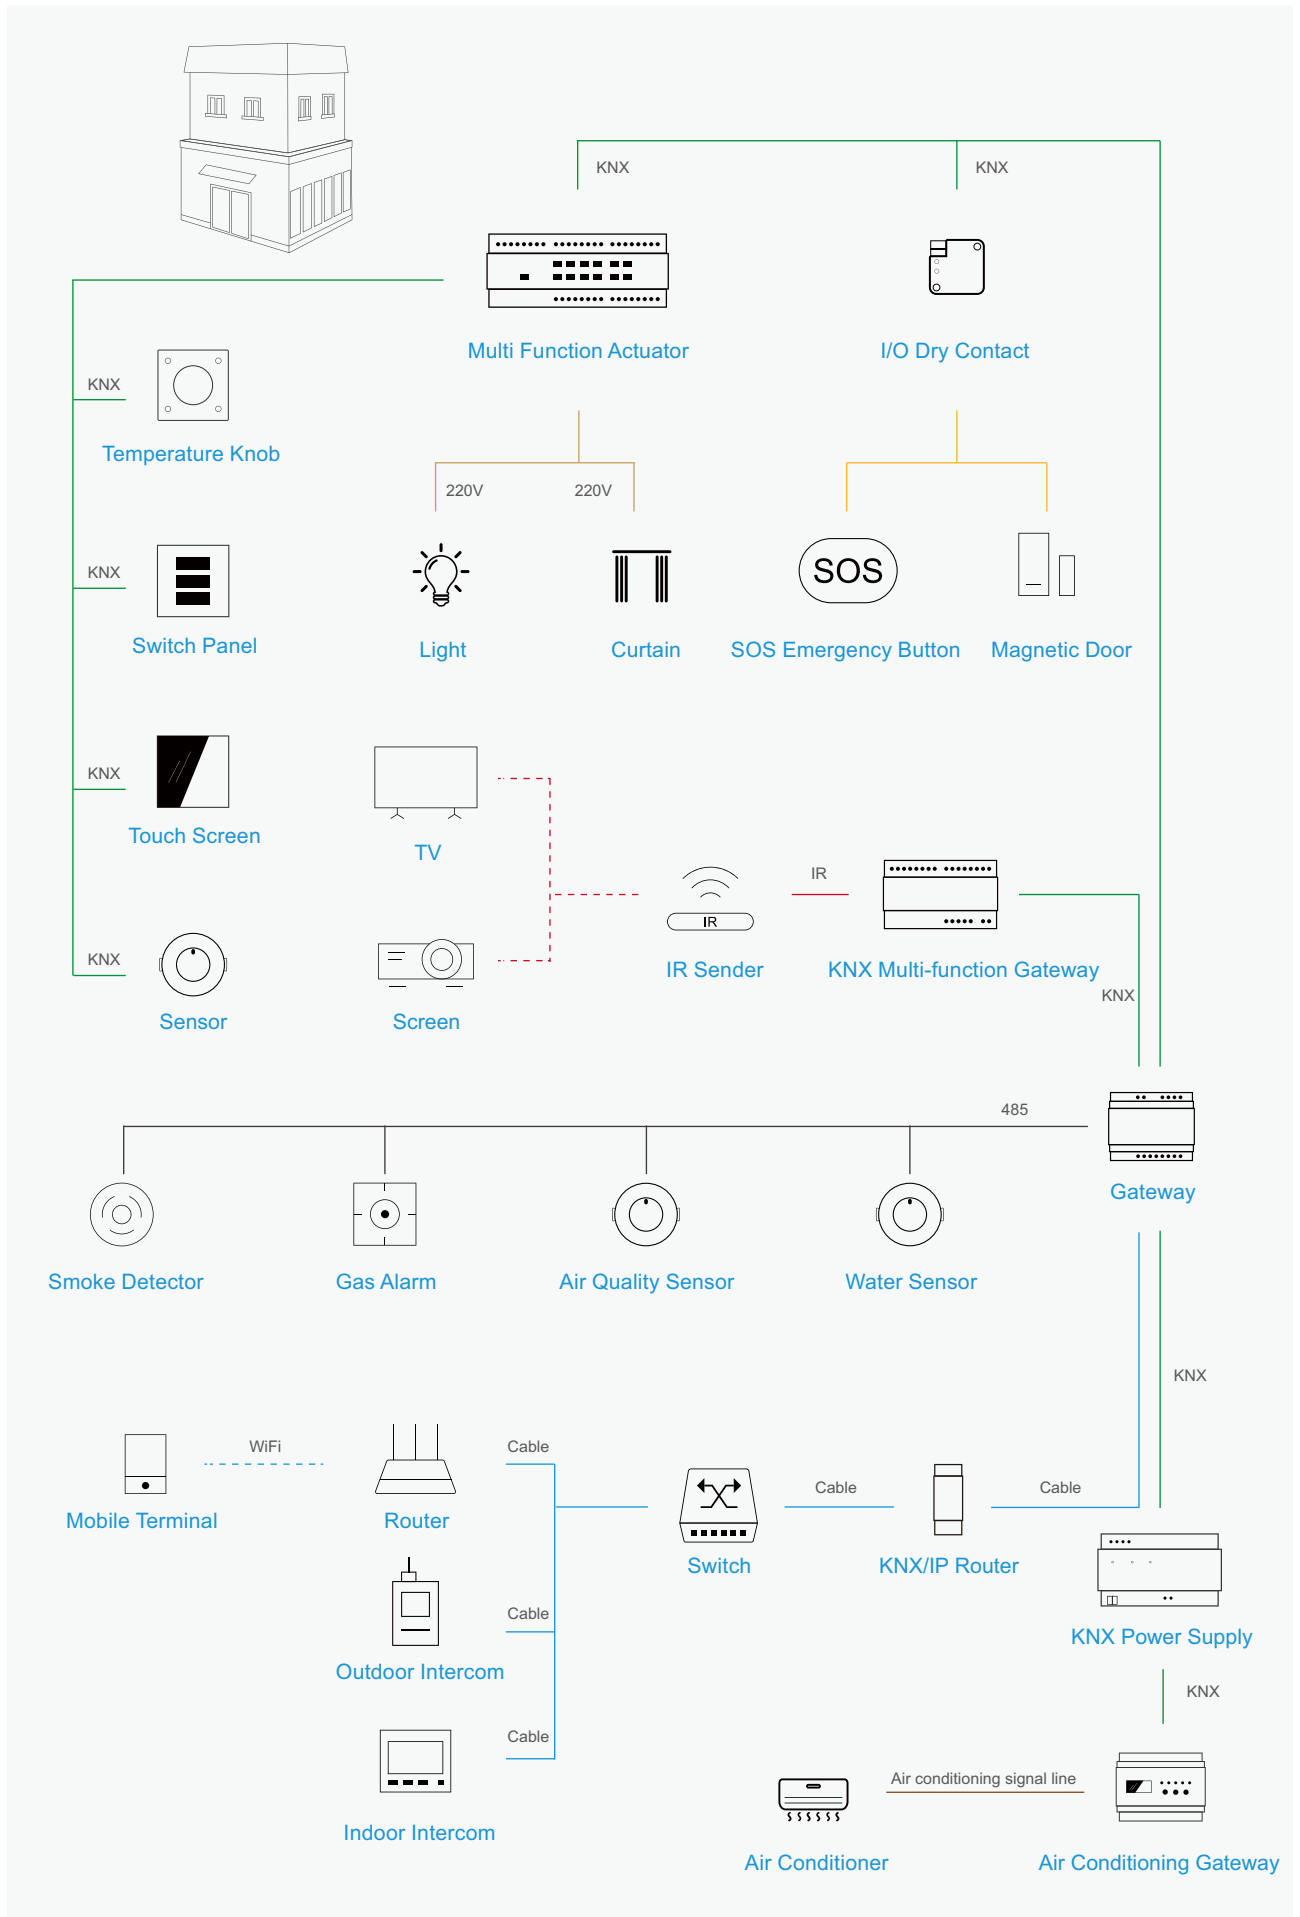 KNX
KNX
Multi Function Actuator
I/O Dry Contact
KNX
Temperature Knob
220V
220V
KNX
SOS
Switch Panel
Light
Curtain
SOS Emergency Button
Magnetic Door
KNX
Touch Screen
TV
IR
IR
KNX
IR Sender
KNX Multi-function Gateway
KNX
Sensor
Screen
485
Gateway
Smoke Detector
Gas Alarm
Air Quality Sensor
Water Sensor
KNX
WiFi
Cable
Cable
Cable
Mobile Terminal
Router
Switch
KNX/IP Router
Cable
KNX Power Supply
Outdoor Intercom
KNX
Cable
Air conditioning signal line
Indoor Intercom
Air Conditioner
Air Conditioning Gateway